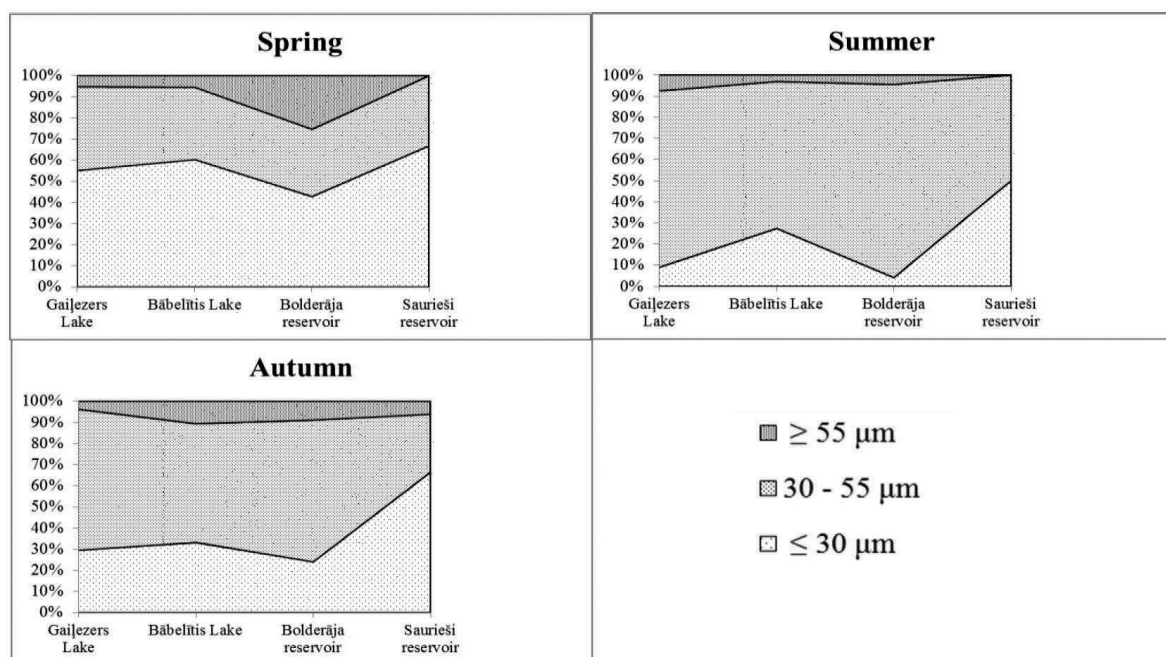 Spring
100%
90%
80%
70%
60%
50%
40%
30%
20%
10%
0%
Gaiļezers
Lake
Bābelītis Lake
Bolderāja
reservoir
Saurieši
reservoir
Summer
100%
90%
80%
70%
60%
50%
40%
30%
20%
10%
0%
Gaiļezers
Lake
Bābelītis Lake
Bolderāja
reservoir
Saurieši
reservoir
Autumn
100%
90%
80%
70%
60%
50%
40%
30%
20%
10%
0%
Gaiļezers
Lake
Bābelītis Lake
Bolderāja
reservoir
Saurieši
reservoir
≥ 55 μm
30 - 55 μm
≤ 30 μm